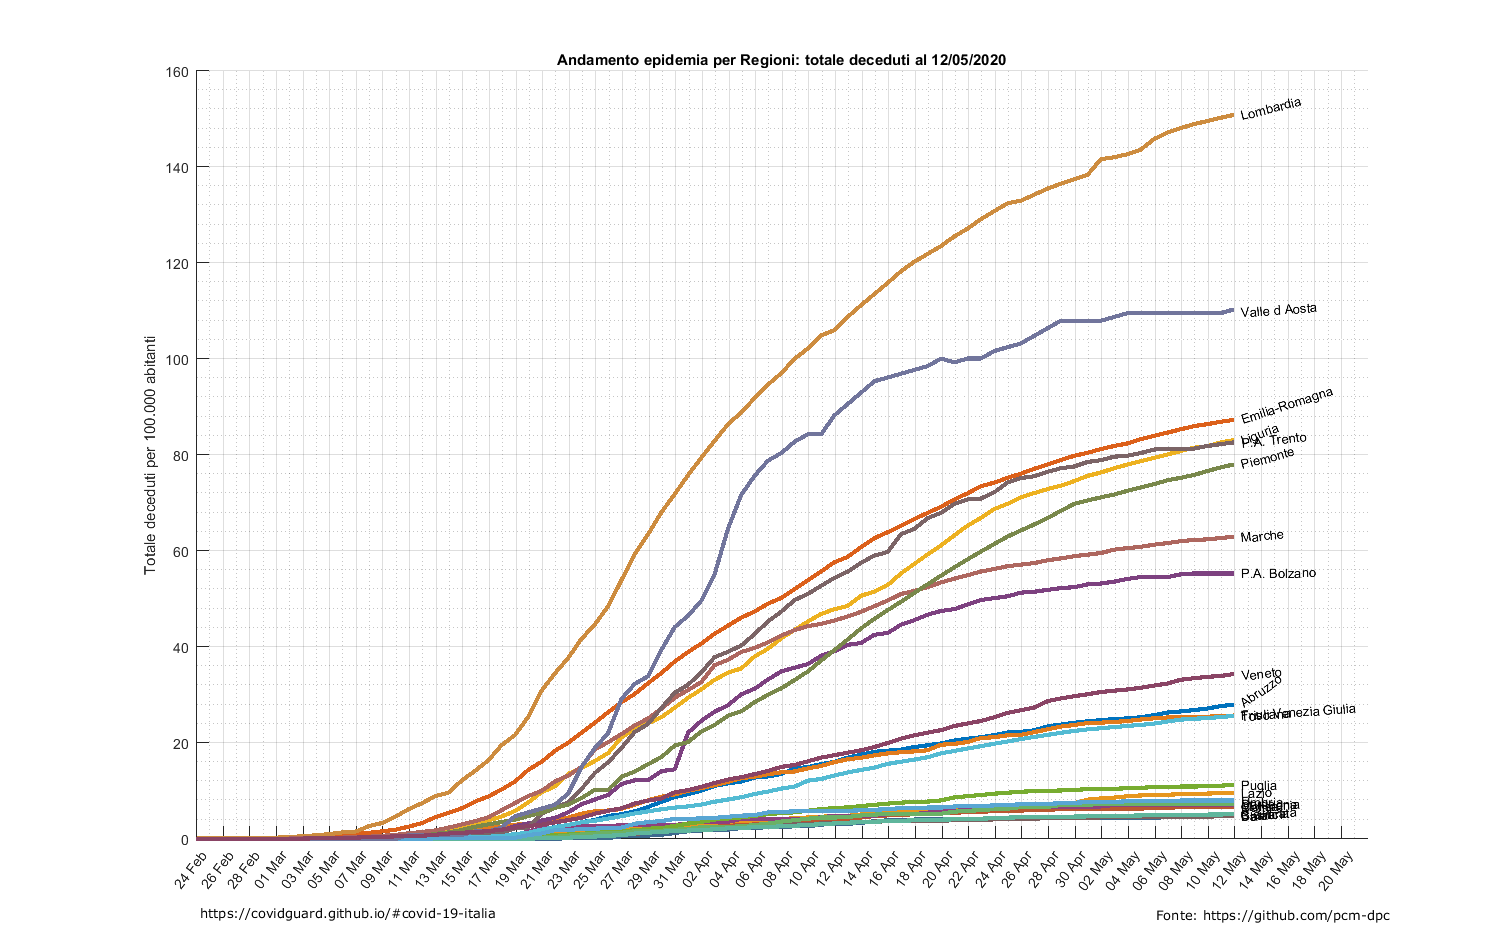 Andamento epidemia per Regioni: totale deceduti al 12/05/2020
Totale deceduti per 100.000 abitanti
160
140
120
100
80
60
40
20
0
Lombardia
Valle d Aosta
Emilia-Romagna
Liguria
P.A. Trento
Piemonte
Marche
P.A. Bolzano
Veneto
Abruzzo
Friuli Venezia Giulia
Toscana
Puglia
Lazio
24 Feb
26 Feb
28 Feb
01 Mar
03 Mar
05 Mar
07 Mar
09 Mar
11 Mar
13 Mar
15 Mar
17 Mar
19 Mar
21 Mar
23 Mar
25 Mar
27 Mar
29 Mar
31 Mar
02 Apr
04 Apr
06 Apr
08 Apr
10 Apr
12 Apr
14 Apr
16 Apr
18 Apr
20 Apr
22 Apr
24 Apr
26 Apr
28 Apr
30 Apr
02 May
04 May
06 May
08 May
10 May
12 May
14 May
16 May
18 May
20 May
https://covidguard.github.io/#covid-19-italia
Fonte: https://github.com/pcm-dpc